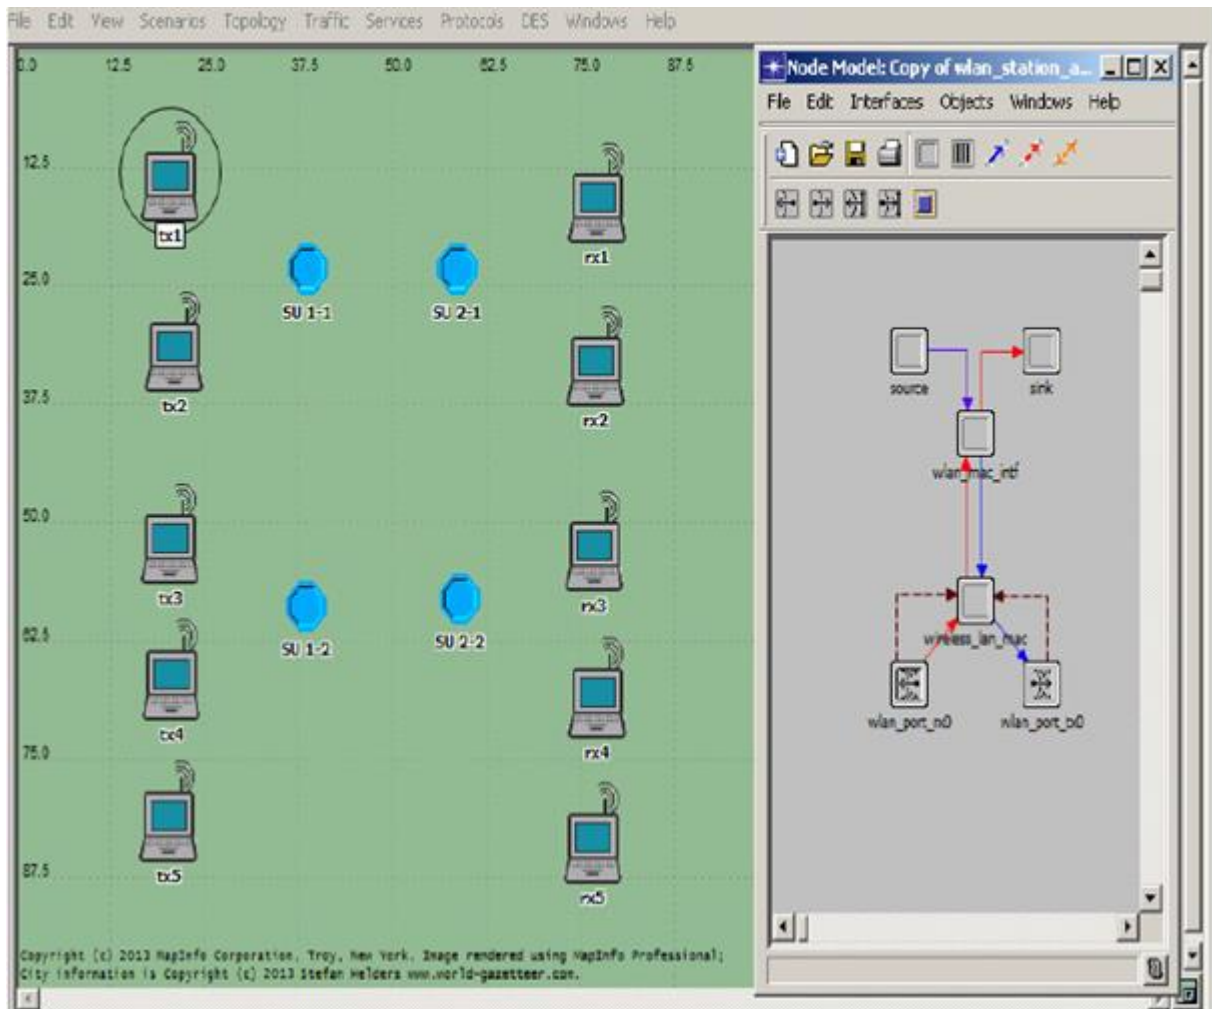 File Edit View Scenarios Topology Traffic Services Protocols DES Windows Help
0.0 12.5 25.0 37.5 50.0 62.5 75.0 87.5
12.5
tx1
rx1
25.0
SU 1-1
SU 2-1
37.5
tx2
rx2
50.0
tx3
rx3
62.5
SU 1-2
SU 2-2
tx4
rx4
75.0
tx5
rx5
87.5
Copyright (c) 2013 MapInfo Corporation, Troy, New York. Image rendered using MapInfo Professional;
City information is Copyright (c) 2013 Stefan Helders www.world-gazetteer.com.
Node Model: Copy of wlan_station_a...
File Edit Interfaces Objects Windows Help
source
sink
wlan_mac_intf
wireless_lan_mac
wlan_port_rx0
wlan_port_tx0